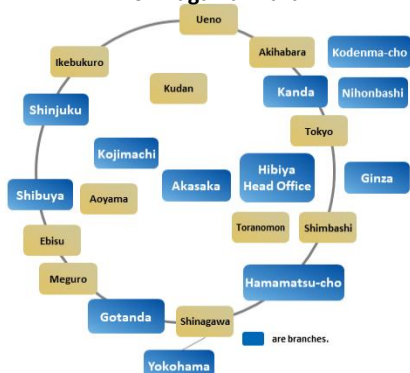 Ueno
Akihabara
Kodenma-cho
Ikebukuro
Kudan
Kanda
Nihonbashi
Shinjuku
Tokyo
Kojimachi
Hibiya
Head Office
Ginza
Akasaka
Shibuya
Aoyama
Toranomon
Shimbashi
Ebisu
Meguro
Hamamatsu-cho
Gotanda
Shinagawa
are branches.
Yokohama